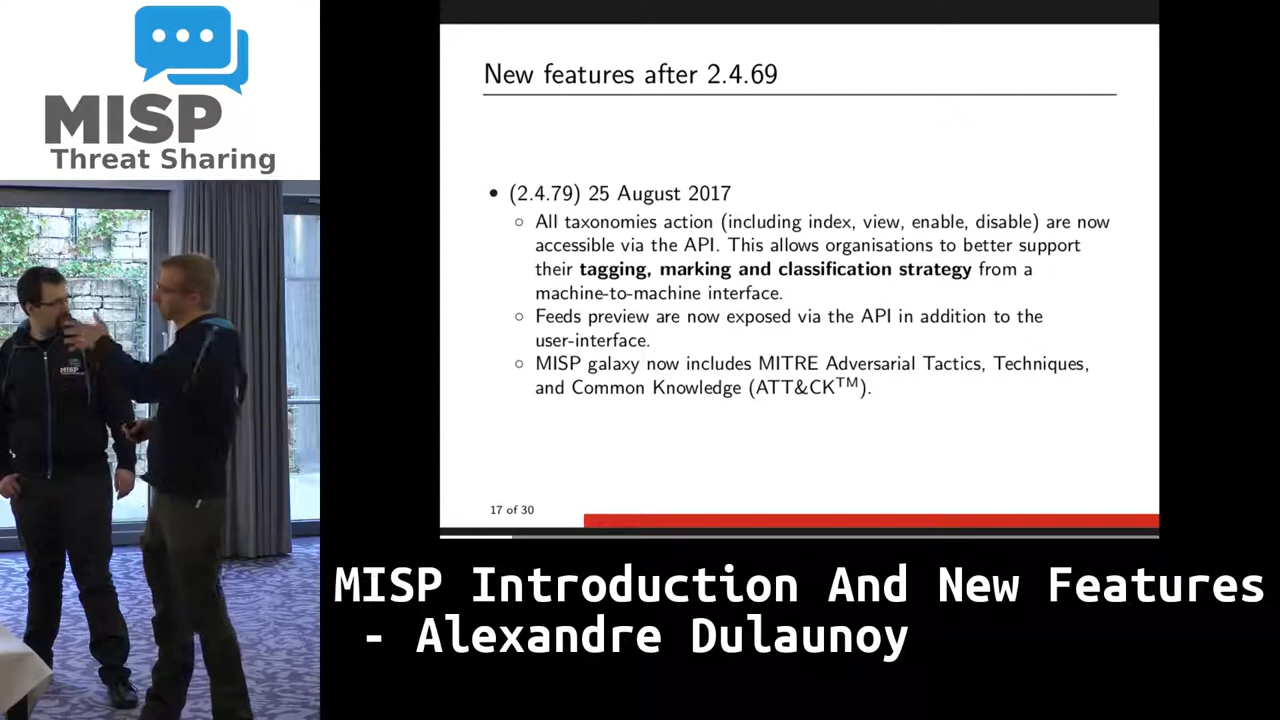 MISP
Threat Sharing
New features after 2.4.69
• (2.4.79) 25 August 2017
◦ All taxonomies action (including index, view, enable, disable) are now
accessible via the API. This allows organisations to better support
their tagging, marking and classification strategy from a
machine-to-machine interface.
◦ Feeds preview are now exposed via the API in addition to the
user-interface.
◦ MISP galaxy now includes MITRE Adversarial Tactics, Techniques,
and Common Knowledge (ATT&CK™).
17 of 30
MISP
MISP Introduction And New Features
- Alexandre Dulaunoy